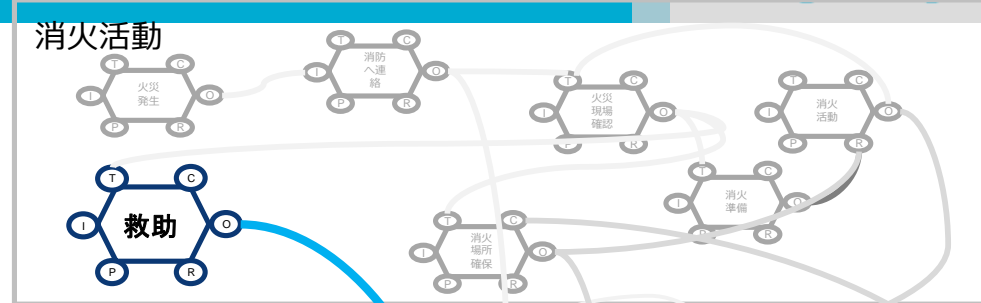 消火活動
T C
I 火災
発生 O
P R
T C
I 消防
へ連
絡 O
P R
T C
I 火災
現場
確認 O
P R
T C
I 消火
活動 O
P R
T C
I 救助 O
P R
T C
I 消火
場所
確保 O
P R
T C
I 消火
準備 O
P R